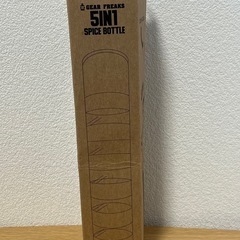 GEAR FREAKS
5IN1
SPICE BOTTLE